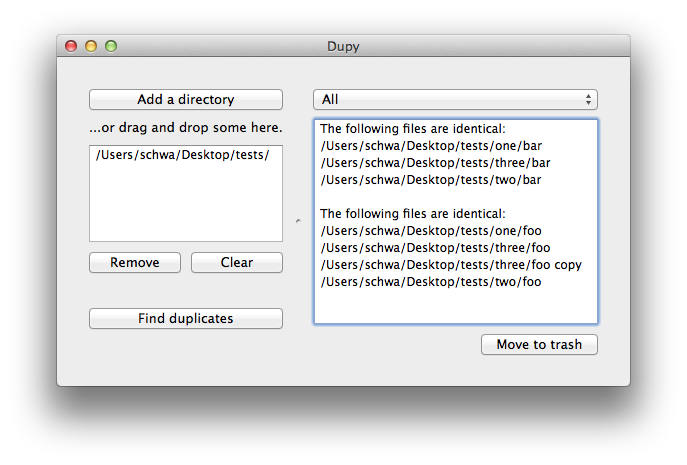 Dupy
Add a directory
...or drag and drop some here.
/Users/schwa/Desktop/tests/
Remove
Clear
Find duplicates
All
The following files are identical:
/Users/schwa/Desktop/tests/one/bar
/Users/schwa/Desktop/tests/three/bar
/Users/schwa/Desktop/tests/two/bar
The following files are identical:
/Users/schwa/Desktop/tests/one/foo
/Users/schwa/Desktop/tests/three/foo
/Users/schwa/Desktop/tests/three/foo copy
/Users/schwa/Desktop/tests/two/foo
Move to trash